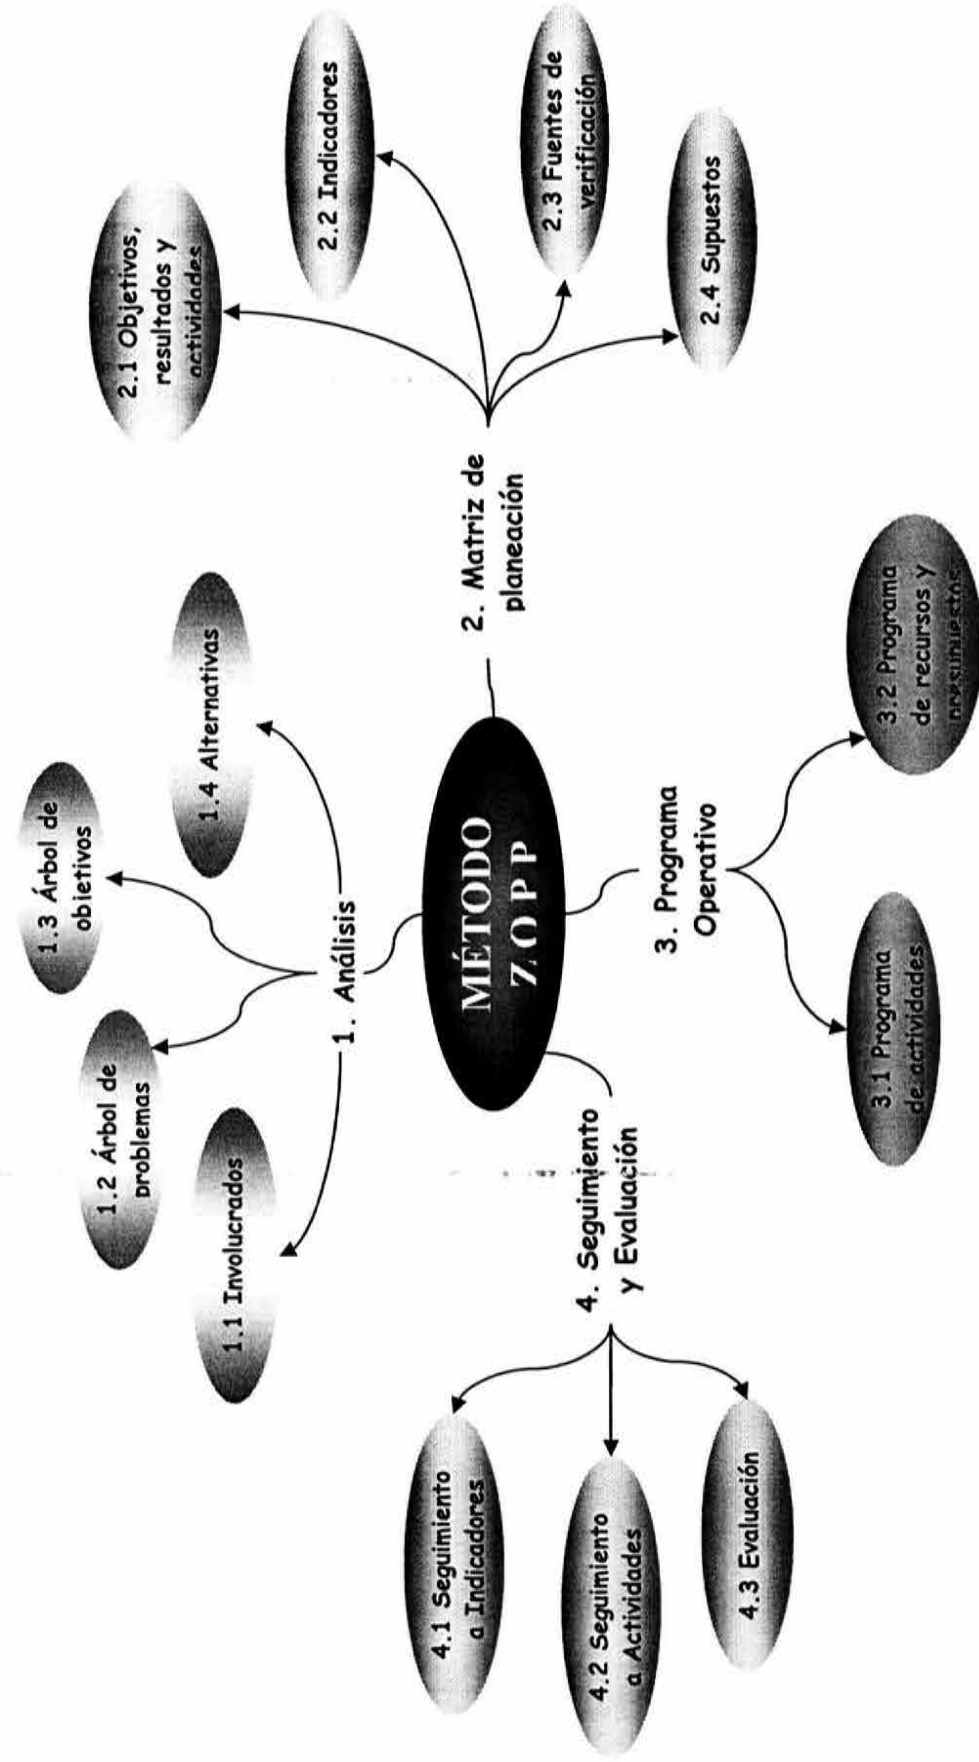 MÉTODO
Z O P P
1. Análisis
1.1 Involucrados
1.2 Árbol de
problemas
1.3 Árbol de
objetivos
1.4 Alternativas
2. Matriz de
planeación
2.1 Objetivos,
resultados y
actividades
2.2 Indicadores
2.3 Fuentes de
verificación
2.4 Supuestos
3. Programa
Operativo
3.1 Programa
de actividades
3.2 Programa
de recursos y
presupuestos
4. Seguimiento
y Evaluación
4.1 Seguimiento
a Indicadores
4.2 Seguimiento
a Actividades
4.3 Evaluación